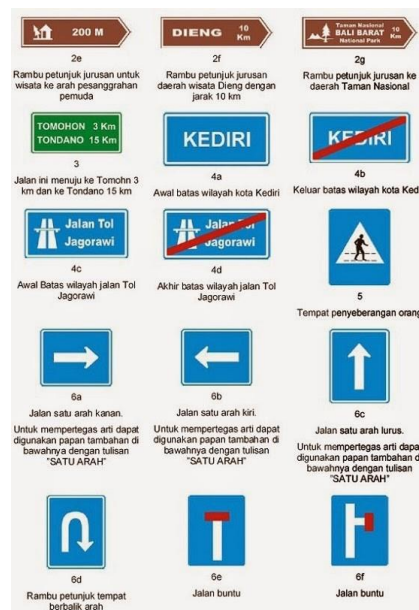 200 M
2e
Rambu petunjuk jurusan untuk
wisata ke arah pesanggrahan
pemuda
DIENG 10 Km
2f
Rambu petunjuk jurusan
daerah wisata Dieng dengan
jarak 10 km
Taman Nasional
BALI BARAT
National Park
10 Km
2g
Rambu petunjuk jurusan ke
daerah Taman Nasional
TOMOHON 3 Km
TONDANO 15 Km
3
Jalan ini menuju ke Tomohn 3
km dan ke Tondano 15 km
KEDIRI
4a
Awal batas wilayah kota Kediri
KEDIRI
4b
Keluar batas wilayah kota Ked
Jalan Tol
Jagorawi
4c
Awal Batas wilayah jalan Tol
Jagorawi
Jalan Tol
Jagorawi
4d
Akhir batas wilayah jalan Tol
Jagorawi
5
Tempat penyeberangan orang
6a
Jalan satu arah kanan.
Untuk mempertegas arti dapat
digunakan papan tambahan di
bawahnya dengan tulisan
"SATU ARAH"
6b
Jalan satu arah kiri.
Untuk mempertegas arti dapat
digunakan papan tambahan di
bawahnya dengan tulisan
"SATU ARAH"
6c
Jalan satu arah lurus.
Untuk mempertegas arti dapa
digunakan papan tambahan d
bawahnya dengan tulisan
"SATU ARAH"
6d
Rambu petunjuk tempat
berbalik arah
6e
Jalan buntu
6f
Jalan buntu